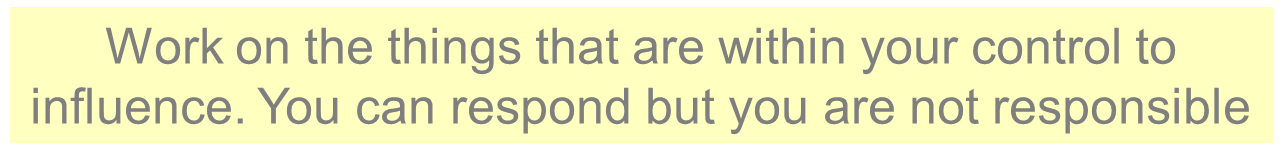 Work on the things that are within your control to
influence. You can respond but you are not responsible